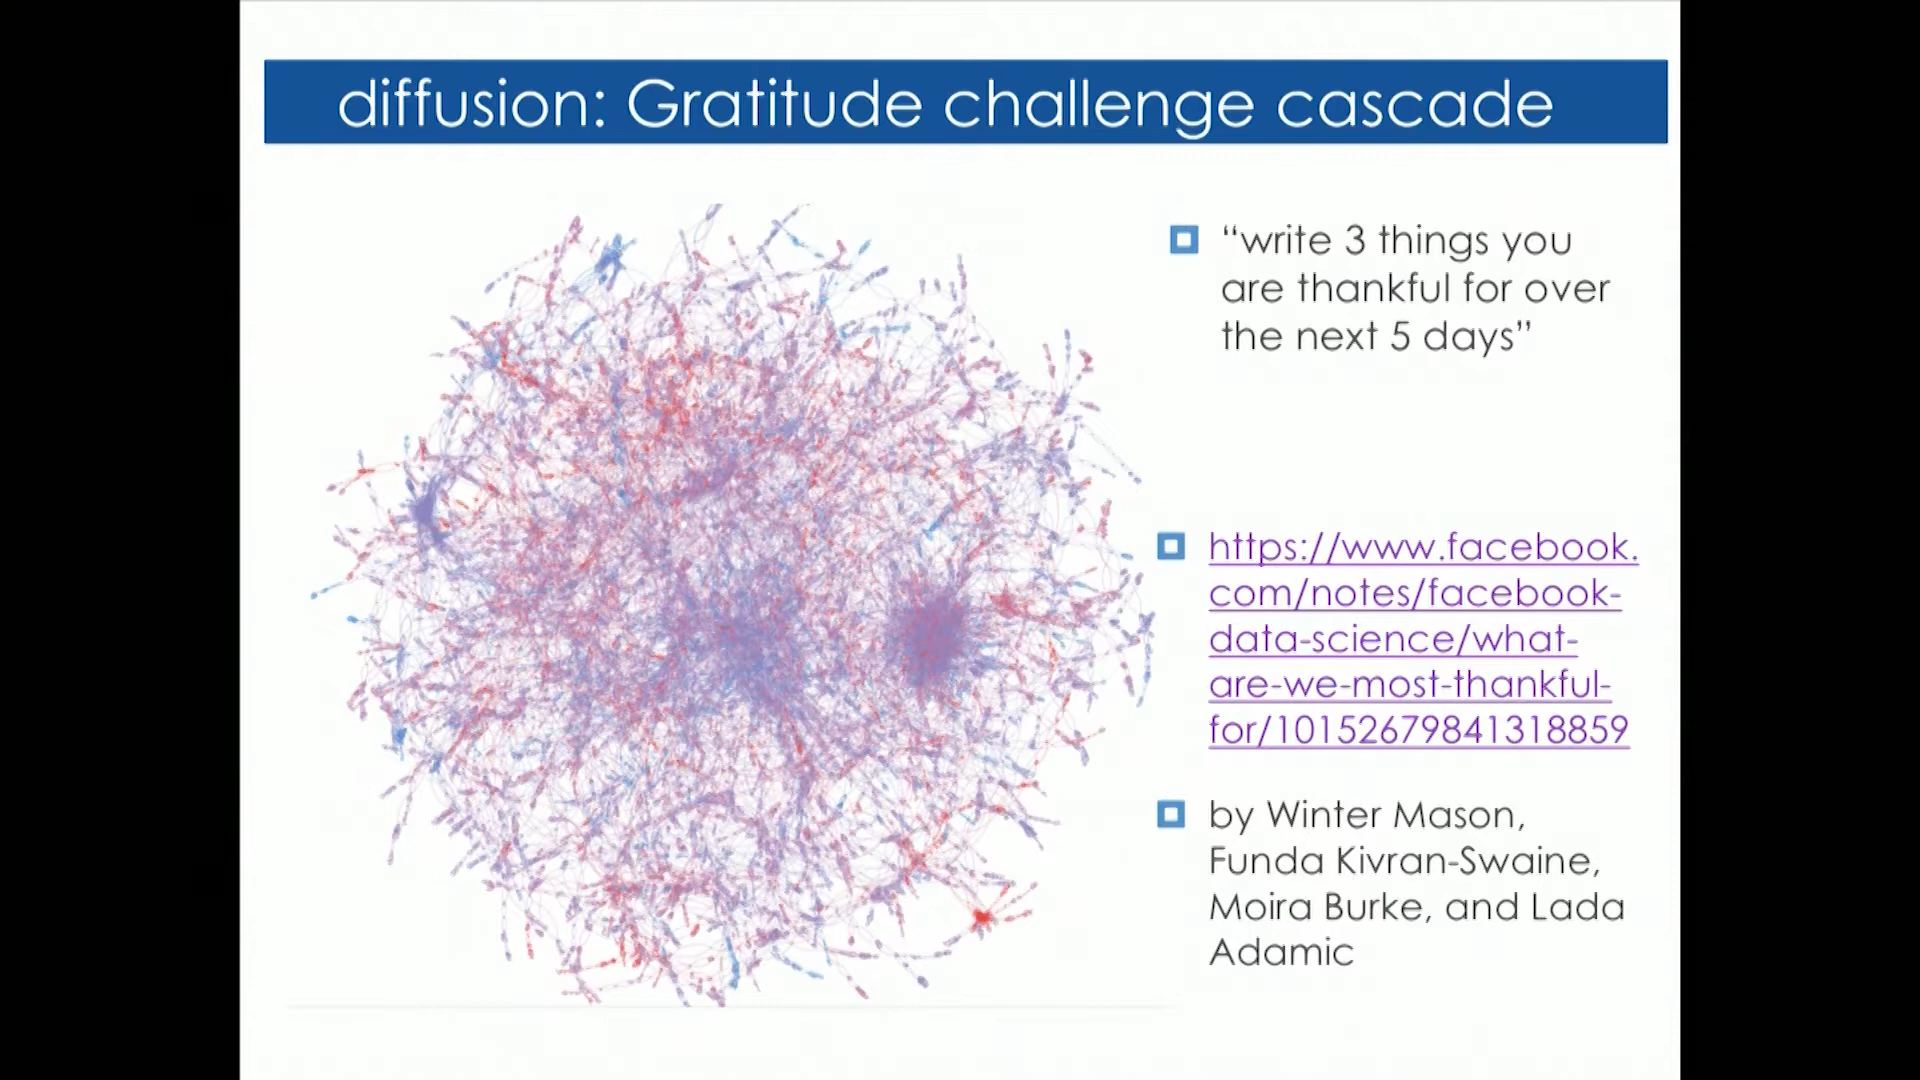 diffusion: Gratitude challenge cascade
“write 3 things you
are thankful for over
the next 5 days”
https://www.facebook.
com/notes/facebook-
data-science/what-
are-we-most-thankful-
for/10152679841318859
by Winter Mason,
Funda Kivran-Swaine,
Moira Burke, and Lada
Adamic